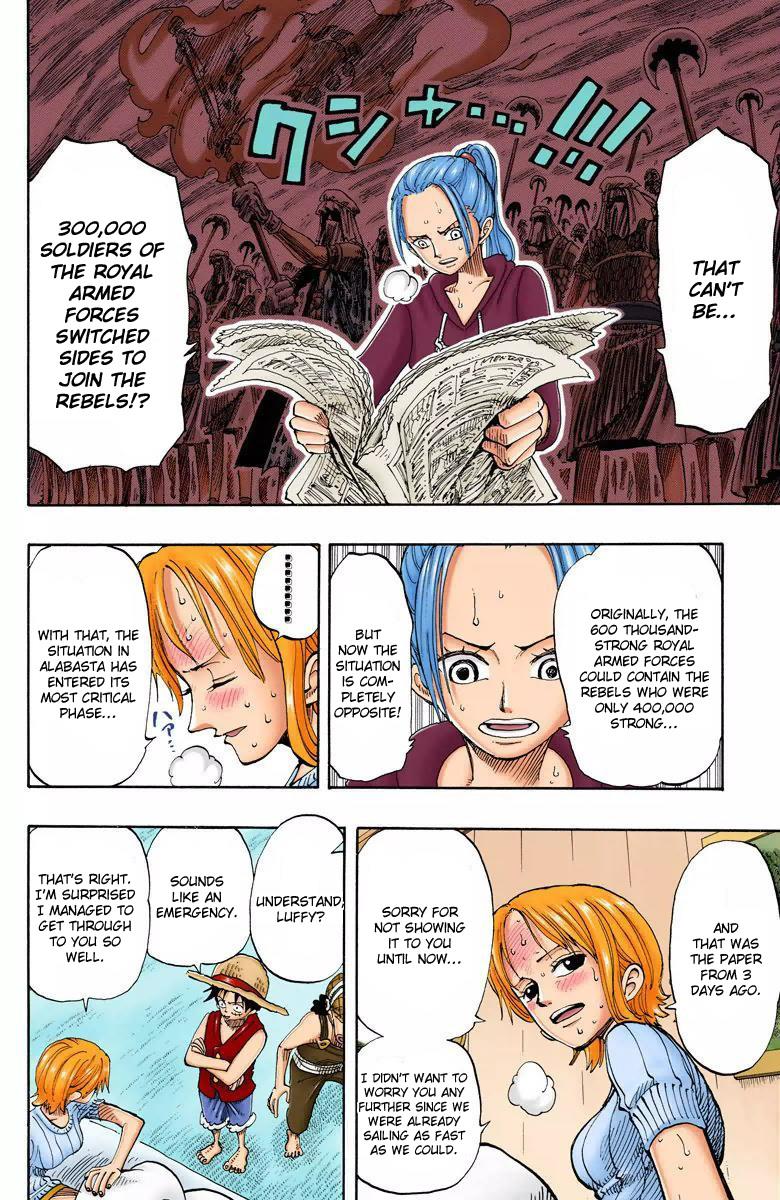 クシャ…!!!
THAT
CAN'T
BE...
300,000
SOLDIERS OF
THE ROYAL
ARMED
FORCES
SWITCHED
SIDES TO
JOIN THE
REBELS!?
ORIGINALLY, THE
600 THOUSAND-
STRONG ROYAL
ARMED FORCES
COULD CONTAIN THE
REBELS WHO WERE
ONLY 400,000
STRONG...
BUT
NOW THE
SITUATION
IS COM-
PLETELY
OPPOSITE!
.........
WITH THAT, THE
SITUATION IN
ALABASTA HAS
ENTERED ITS
MOST CRITICAL
PHASE...
ハァ
AND
THAT WAS
THE PAPER
FROM 3
DAYS AGO.
SORRY FOR
NOT SHOWING
IT TO YOU
UNTIL NOW...
I DIDN'T WANT TO
WORRY YOU ANY
FURTHER SINCE WE
WERE ALREADY
SAILING AS FAST
AS WE COULD.
UNDERSTAND,
LUFFY?
SOUNDS
LIKE AN
EMERGENCY.
THAT'S RIGHT.
I'M SURPRISED
I MANAGED TO
GET THROUGH
TO YOU SO
WELL.